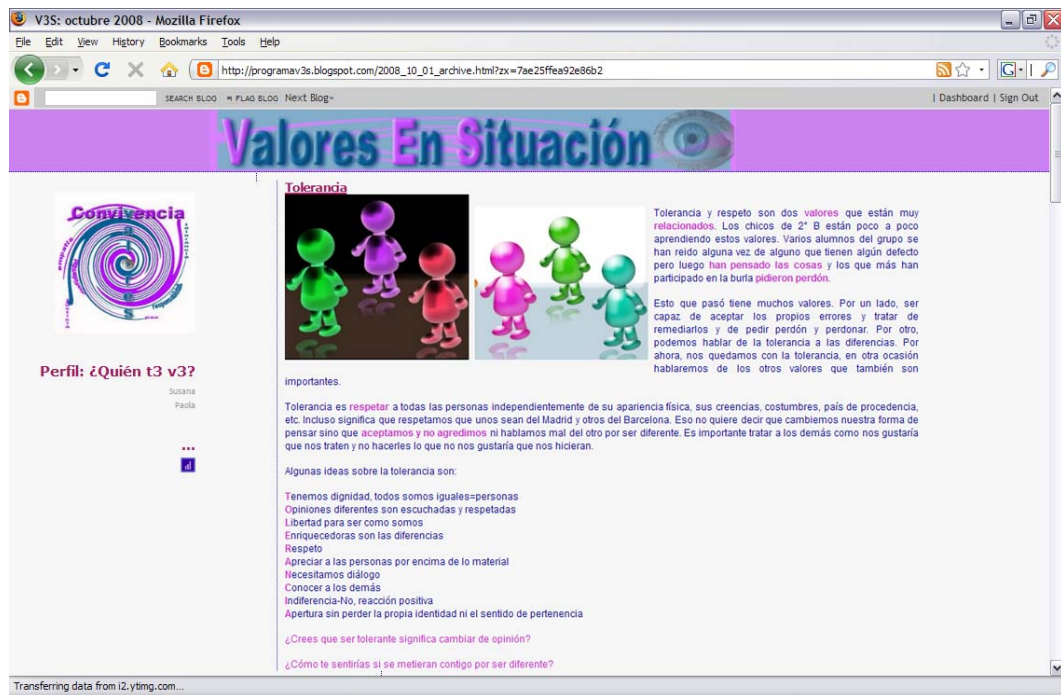 V3S: octubre 2008 - Mozilla Firefox
File Edit View History Bookmarks Tools Help
http://programav3s.blogspot.com/2008_10_01_archive.html?zx=7ae25ffea92e86b2
SEARCH BLOG FLAG BLOG Next Blog» | Dashboard | Sign Out
Valores En Situación
Convivencia
empatía
Perfil: ¿Quién t3 v3?
Susana
Paola
...
Tolerancia
Tolerancia y respeto son dos valores que están muy
relacionados. Los chicos de 2° B están poco a poco
aprendiendo estos valores. Varios alumnos del grupo se
han reido alguna vez de alguno que tienen algún defecto
pero luego han pensado las cosas y los que más han
participado en la burla pidieron perdón.
Esto que pasó tiene muchos valores. Por un lado, ser
capaz de aceptar los propios errores y tratar de
remediarlos y de pedir perdón y perdonar. Por otro,
podemos hablar de la tolerancia a las diferencias. Por
ahora, nos quedamos con la tolerancia, en otra ocasión
hablaremos de los otros valores que también son
importantes.
Tolerancia es respetar a todas las personas independientemente de su apariencia física, sus creencias, costumbres, país de procedencia,
etc. Incluso significa que respetamos que unos sean del Madrid y otros del Barcelona. Eso no quiere decir que cambiemos nuestra forma de
pensar sino que aceptamos y no agredimos ni hablamos mal del otro por ser diferente. Es importante tratar a los demás como nos gustaría
que nos traten y no hacerles lo que no nos gustaría que nos hicieran.
Algunas ideas sobre la tolerancia son:
Tenemos dignidad, todos somos iguales=personas
Opiniones diferentes son escuchadas y respetadas
Libertad para ser como somos
Enriquecedoras son las diferencias
Respeto
Apreciar a las personas por encima de lo material
Necesitamos diálogo
Conocer a los demás
Indiferencia-No, reacción positiva
Apertura sin perder la propia identidad ni el sentido de pertenencia
¿Crees que ser tolerante significa cambiar de opinión?
¿Cómo te sentirías si se metieran contigo por ser diferente?
Transferring data from i2.ytimg.com...